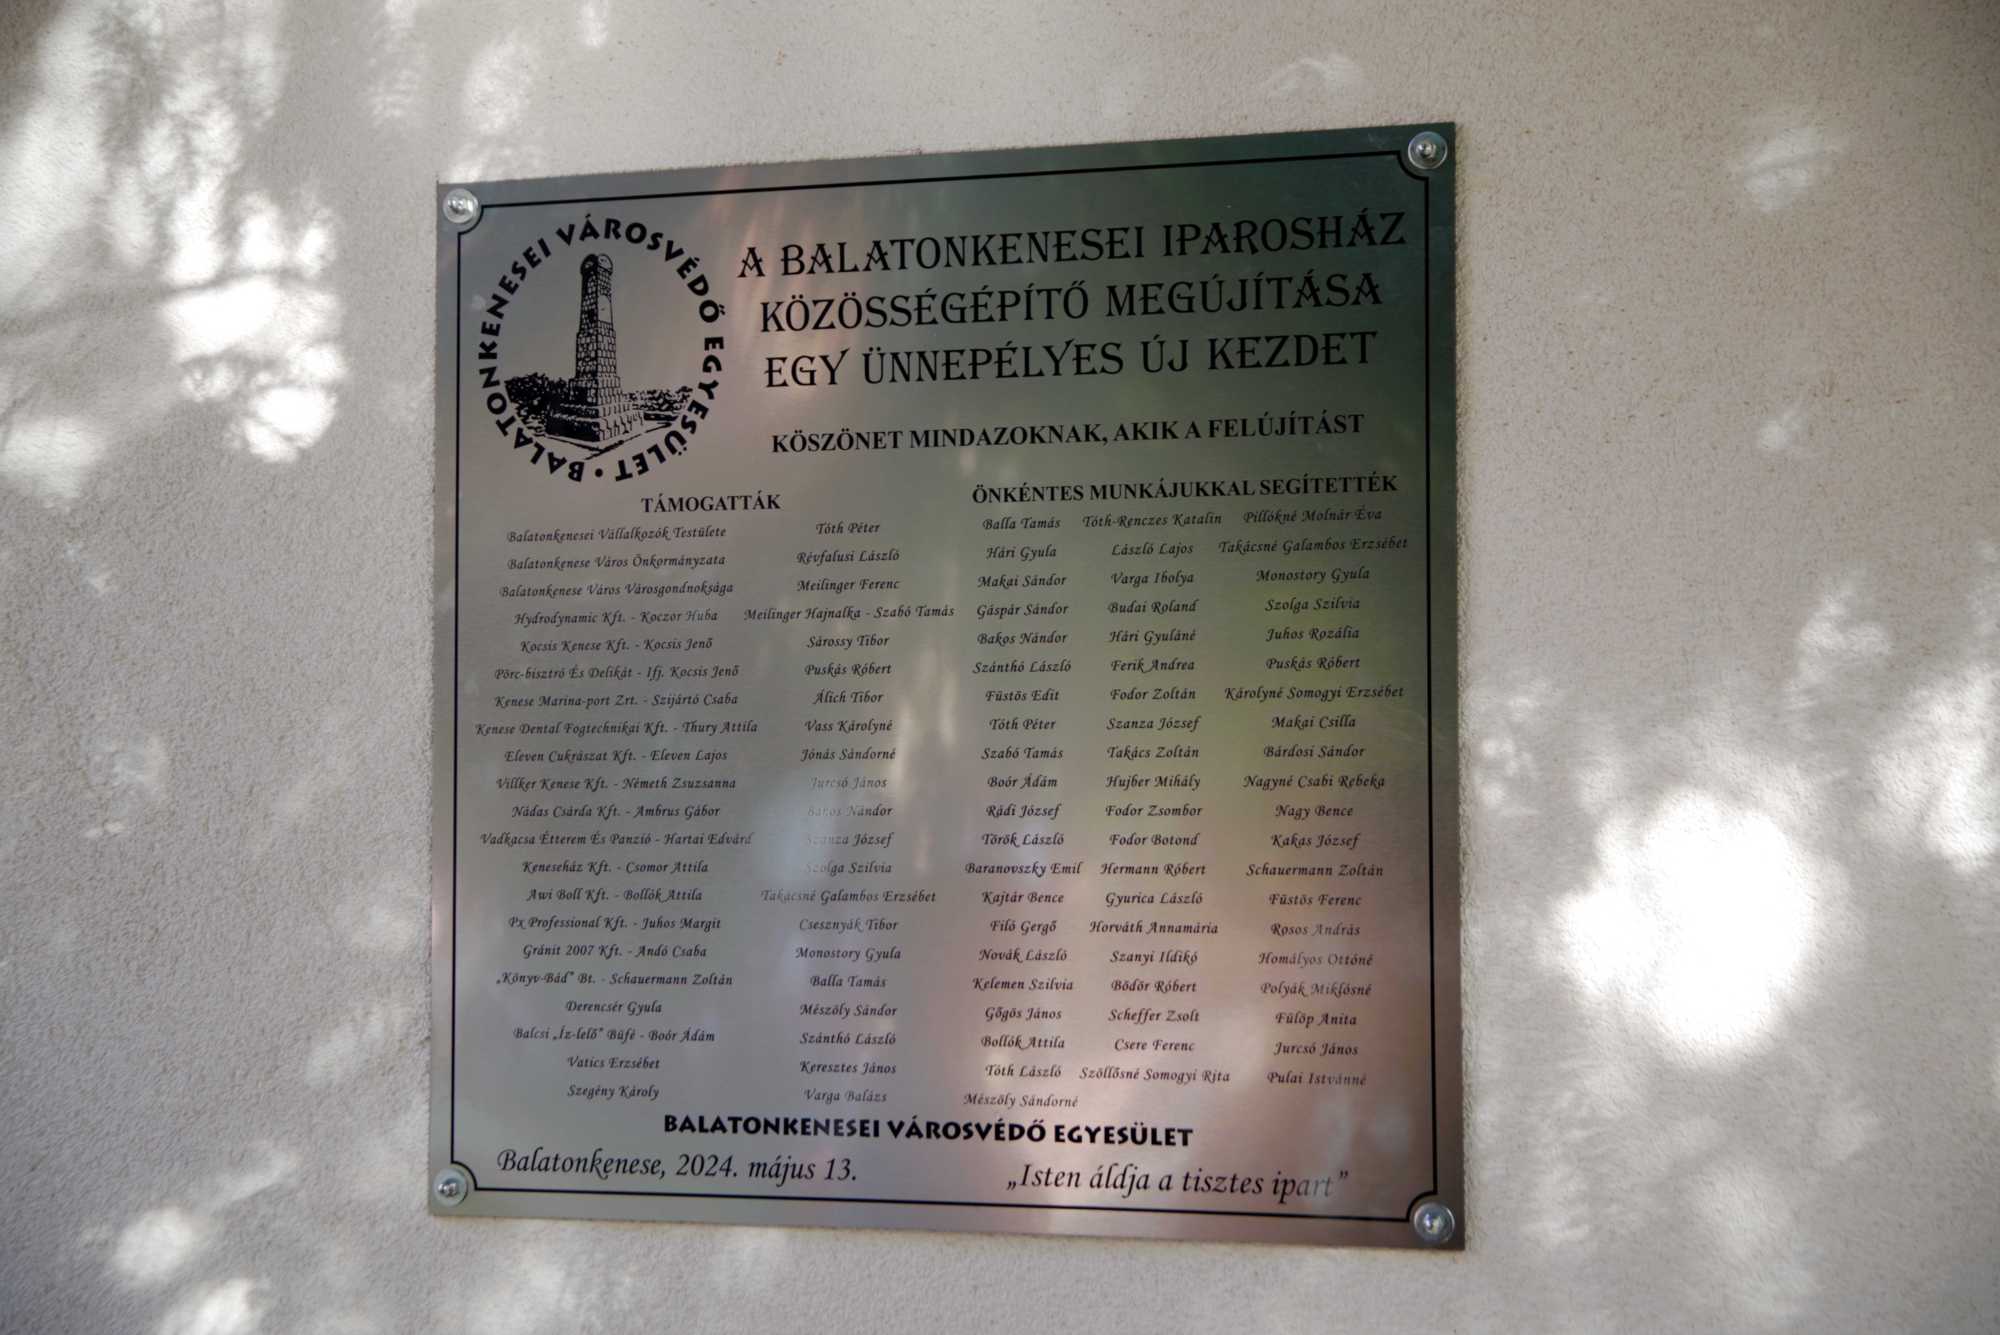 BALATONKENESEI VÁROSVÉDŐ EGYESÜLET •
A BALATONKENESEI IPAROSHÁZ
KÖZÖSSÉGÉPÍTŐ MEGÚJÍTÁSA
EGY ÜNNEPÉLYES ÚJ KEZDET
KÖSZÖNET MINDAZOKNAK, AKIK A FELÚJÍTÁST
TÁMOGATTÁK
Balatonkenesei Vállalkozók Testülete
Balatonkenese Város Önkormányzata
Balatonkenese Város Városgondnoksága
Hydrodynamic Kft. - Koczor Huba
Kocsis Kenese Kft. - Kocsis Jenő
Pörc-bisztró És Delikát - Ifj. Kocsis Jenő
Kenese Marina-port Zrt. - Szijártó Csaba
Kenese Dental Fogtechnikai Kft. - Thury Attila
Eleven Cukrászat Kft. - Eleven Lajos
Villker Kenese Kft. - Németh Zsuzsanna
Nádas Csárda Kft. - Ambrus Gábor
Vadkacsa Étterem És Panzió - Hartai Edvárd
Keneseház Kft. - Csomor Attila
Awi Boll Kft. - Bollók Attila
Px Professional Kft. - Juhos Margit
Gránit 2007 Kft. - Andó Csaba
„Könyv-Bád” Bt. - Schauermann Zoltán
Derencsér Gyula
Balcsi „Íz-lelő” Büfé - Boór Ádám
Vatics Erzsébet
Szegény Károly
Tóth Péter
Révfalusi László
Meilinger Ferenc
Meilinger Hajnalka - Szabó Tamás
Sárossy Tibor
Puskás Róbert
Álich Tibor
Vass Károlyné
Jónás Sándorné
Jurcsó János
Bakos Nándor
Szanza József
Szolga Szilvia
Takácsné Galambos Erzsébet
Csesznyák Tibor
Monostory Gyula
Balla Tamás
Mészöly Sándor
Szánthó László
Keresztes János
Varga Balázs
ÖNKÉNTES MUNKÁJUKKAL SEGÍTETTÉK
Balla Tamás
Hári Gyula
Makai Sándor
Gáspár Sándor
Bakos Nándor
Szánthó László
Füstös Edit
Tóth Péter
Szabó Tamás
Boór Ádám
Rádi József
Török László
Baranovszky Emil
Kajtár Bence
Filó Gergő
Novák László
Kelemen Szilvia
Gőgös János
Bollók Attila
Tóth László
Mészöly Sándorné
Tóth-Renczes Katalin
László Lajos
Varga Ibolya
Budai Roland
Hári Gyuláné
Ferik Andrea
Fodor Zoltán
Szanza József
Takács Zoltán
Hujber Mihály
Fodor Zsombor
Fodor Botond
Hermann Róbert
Gyurica László
Horváth Annamária
Szanyi Ildikó
Bödör Róbert
Scheffer Zsolt
Csere Ferenc
Szöllősné Somogyi Rita
Pillókné Molnár Éva
Takácsné Galambos Erzsébet
Monostory Gyula
Szolga Szilvia
Juhos Rozália
Puskás Róbert
Károlyné Somogyi Erzsébet
Makai Csilla
Bárdosi Sándor
Nagyné Csabi Rebeka
Nagy Bence
Kakas József
Schauermann Zoltán
Füstös Ferenc
Rosos András
Homályos Ottóné
Polyák Miklósné
Fülöp Anita
Jurcsó János
Pulai Istvánné
BALATONKENESEI VÁROSVÉDŐ EGYESÜLET
Balatonkenese, 2024. május 13.
„Isten áldja a tisztes ipart”